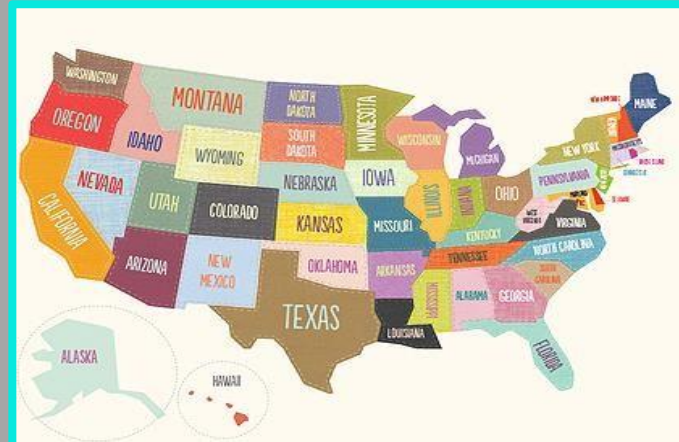 WASHINGTON
OREGON
CALIFORNIA
IDAHO
NEVADA
MONTANA
WYOMING
UTAH
COLORADO
ARIZONA
NEW
MEXICO
NORTH
DAKOTA
SOUTH
DAKOTA
NEBRASKA
KANSAS
OKLAHOMA
TEXAS
MINNESOTA
IOWA
MISSOURI
ARKANSAS
LOUISIANA
WISCONSIN
ILLINOIS
MICHIGAN
INDIANA
OHIO
KENTUCKY
TENNESSEE
MISSISSIPPI
ALABAMA
GEORGIA
FLORIDA
SOUTH
CAROLINA
NORTH CAROLINA
VIRGINIA
WEST
VIRGINIA
PENNSYLVANIA
NEW YORK
MAINE
ALASKA
HAWAII